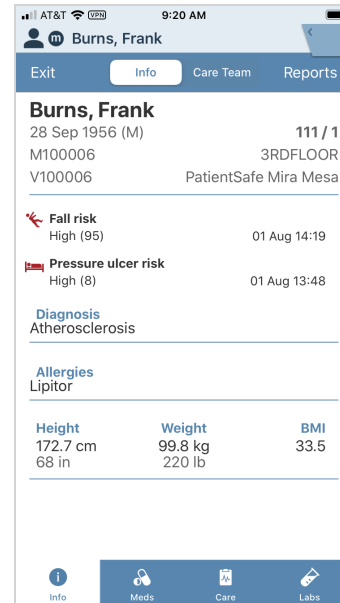 AT&T VPN 9:20 AM
m Burns, Frank
Exit Info Care Team Reports
Burns, Frank
28 Sep 1956 (M) 111 / 1
M100006 3RDFLOOR
V100006 PatientSafe Mira Mesa
Fall risk
High (95) 01 Aug 14:19
Pressure ulcer risk
High (8) 01 Aug 13:48
Diagnosis
Atherosclerosis
Allergies
Lipitor
Height Weight BMI
172.7 cm 99.8 kg 33.5
68 in 220 lb
Info Meds Care Labs